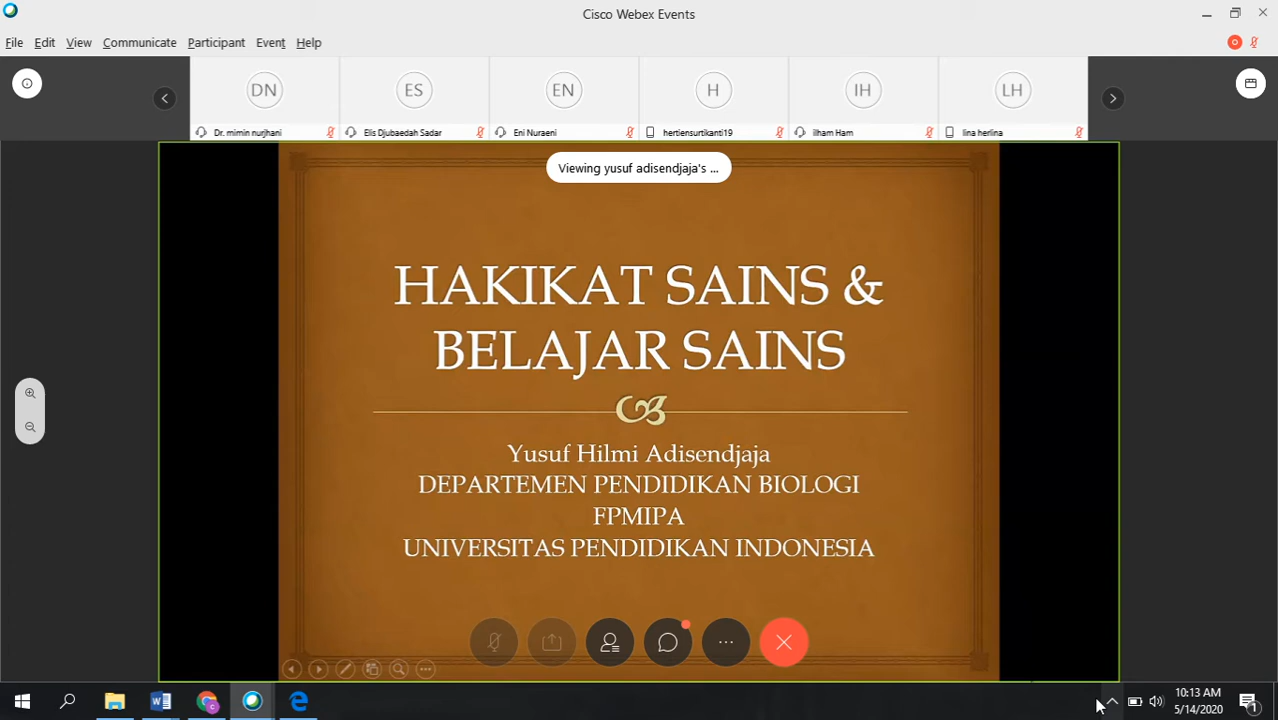 Cisco Webex Events
File Edit View Communicate Participant Event Help
DN ES EN H IH LH
Dr. mimin nurjhani Elis Djubaedah Sadar Eni Nuraeni hertiensurtikanti19 ilham Ham lina herlina
Viewing yusuf adisendjaja's ...
HAKIKAT SAINS &
BELAJAR SAINS
Yusuf Hilmi Adisendjaja
DEPARTEMEN PENDIDIKAN BIOLOGI
FPMIPA
UNIVERSITAS PENDIDIKAN INDONESIA
10:13 AM
5/14/2020
1